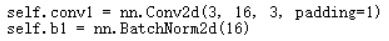 self.conv1 = nn.Conv2d(3, 16, 3, padding=1)
self.b1 = nn.BatchNorm2d(16)